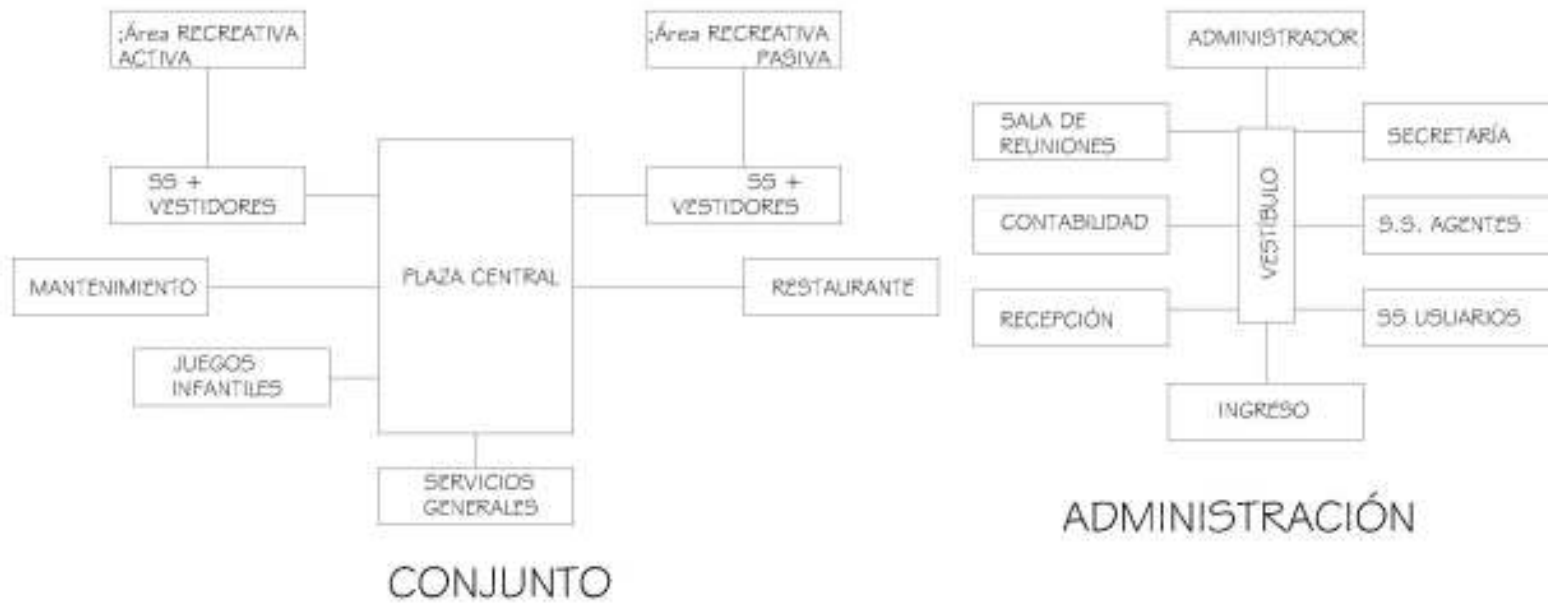 ;Área RECREATIVA
ACTIVA
;Área RECREATIVA
PASIVA
SS +
VESTIDORES
SS +
VESTIDORES
PLAZA CENTRAL
MANTENIMIENTO
RESTAURANTE
JUEGOS
INFANTILES
SERVICIOS
GENERALES
CONJUNTO
ADMINISTRADOR
SALA DE
REUNIONES
SECRETARÍA
CONTABILIDAD
VESTÍBULO
S.S. AGENTES
RECEPCIÓN
SS USUARIOS
INGRESO
ADMINISTRACIÓN